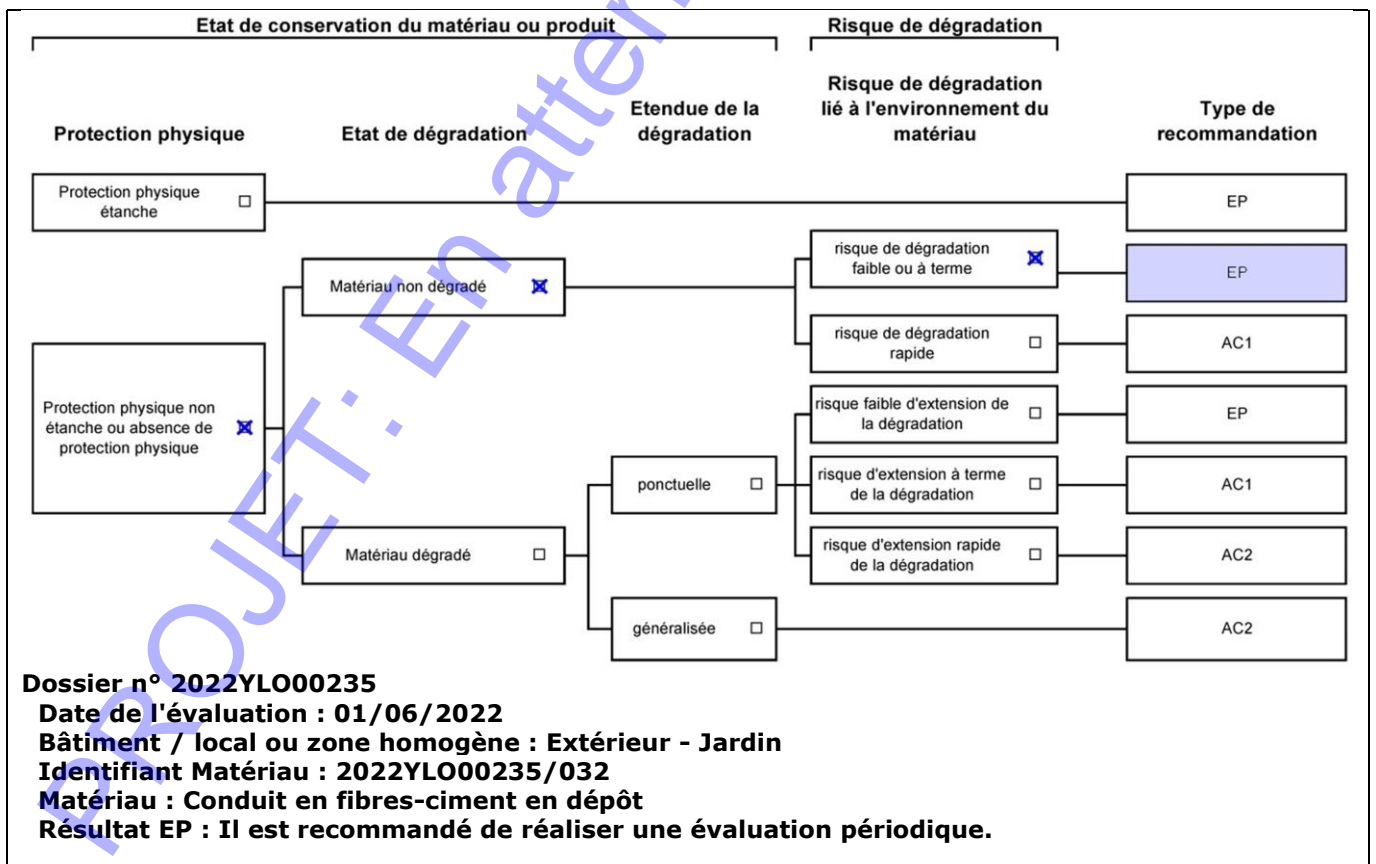 Etat de conservation du matériau ou produit
Risque de dégradation
Protection physique
Etat de dégradation
Etendue de la
dégradation
Risque de dégradation
lié à l'environnement du
matériau
Type de
recommandation
Protection physique
étanche
EP
risque de dégradation
faible ou à terme
EP
Matériau non dégradé
risque de dégradation
rapide
AC1
Protection physique non
étanche ou absence de
protection physique
risque faible d'extension de
la dégradation
EP
ponctuelle
risque d'extension à terme
de la dégradation
AC1
Matériau dégradé
risque d'extension rapide
de la dégradation
AC2
généralisée
AC2
Dossier n° 2022YLO00235
Date de l'évaluation : 01/06/2022
Bâtiment / local ou zone homogène : Extérieur - Jardin
Identifiant Matériau : 2022YLO00235/032
Matériau : Conduit en fibres-ciment en dépôt
Résultat EP : Il est recommandé de réaliser une évaluation périodique.
PROJET: En atten